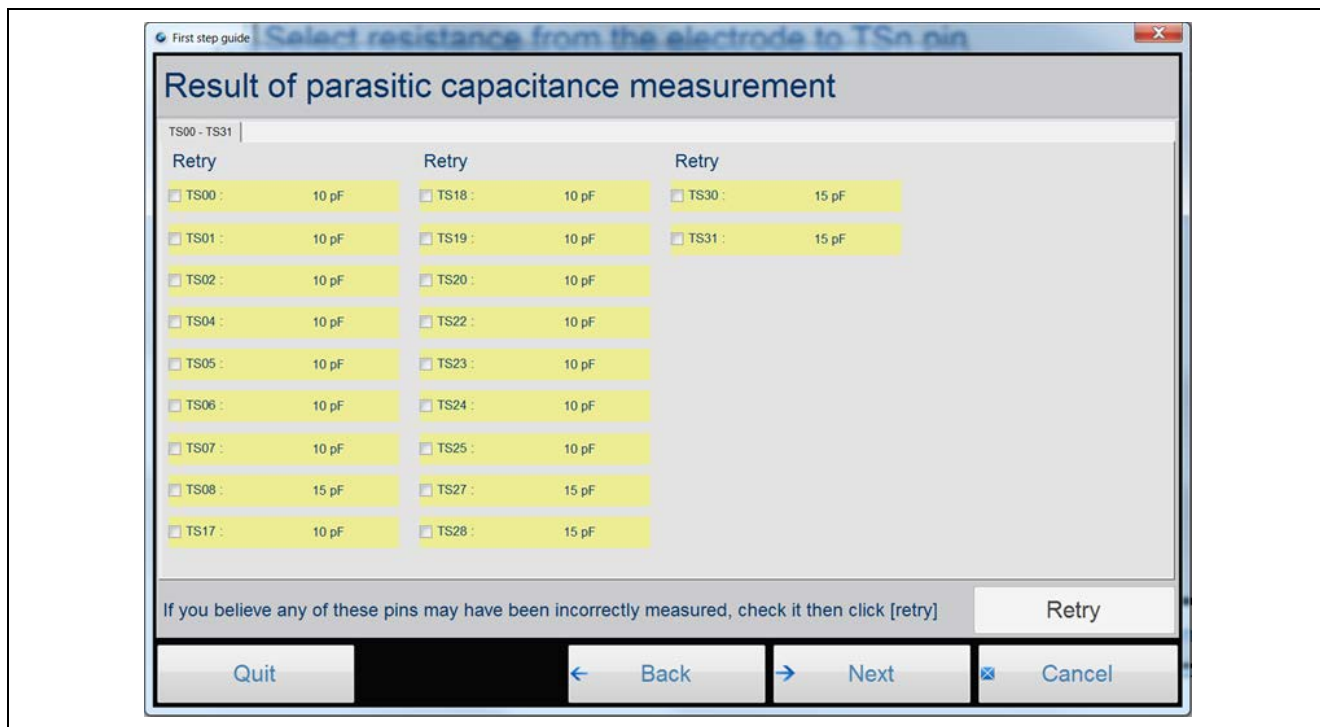 First step guide
Select resistance from the electrode to TSn pin
Result of parasitic capacitance measurement
TS00 - TS31
Retry Retry Retry
TS00 : 10 pF TS18 : 10 pF TS30 : 15 pF
TS01 : 10 pF TS19 : 10 pF TS31 : 15 pF
TS02 : 10 pF TS20 : 10 pF
TS04 : 10 pF TS22 : 10 pF
TS05 : 10 pF TS23 : 10 pF
TS06 : 10 pF TS24 : 10 pF
TS07 : 10 pF TS25 : 10 pF
TS08 : 15 pF TS27 : 15 pF
TS17 : 10 pF TS28 : 15 pF
If you believe any of these pins may have been incorrectly measured, check it then click [retry]
Retry
Quit Back Next Cancel